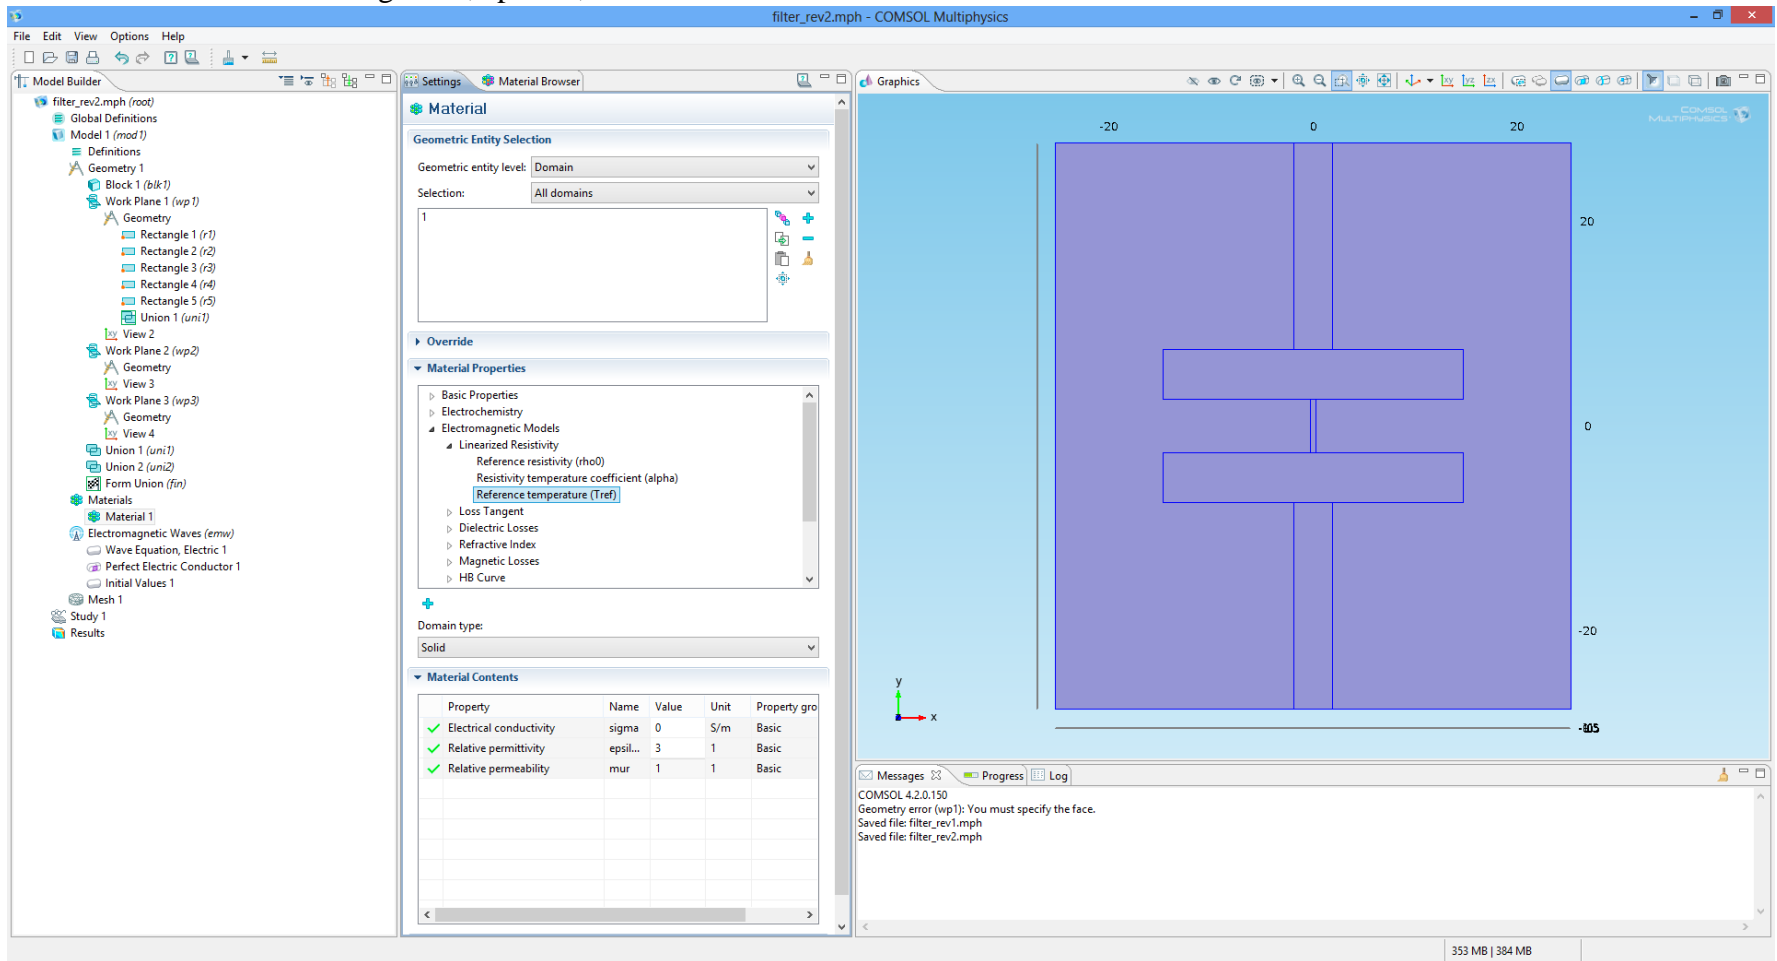 filter_rev2.mph - COMSOL Multiphysics
File Edit View Options Help
Model Builder
filter_rev2.mph (root)
Global Definitions
Model 1 (mod1)
Definitions
Geometry 1
Block 1 (blk1)
Work Plane 1 (wp1)
Geometry
Rectangle 1 (r1)
Rectangle 2 (r2)
Rectangle 3 (r3)
Rectangle 4 (r4)
Rectangle 5 (r5)
Union 1 (uni1)
View 2
Work Plane 2 (wp2)
Geometry
View 3
Work Plane 3 (wp3)
Geometry
View 4
Union 1 (uni1)
Union 2 (uni2)
Form Union (fin)
Materials
Material 1
Electromagnetic Waves (emw)
Wave Equation, Electric 1
Perfect Electric Conductor 1
Initial Values 1
Mesh 1
Study 1
Results
Settings Material Browser
Material
Geometric Entity Selection
Geometric entity level: Domain
Selection: All domains
1
Override
Material Properties
Basic Properties
Electrochemistry
Electromagnetic Models
Linearized Resistivity
Reference resistivity (rho0)
Resistivity temperature coefficient (alpha)
Reference temperature (Tref)
Loss Tangent
Dielectric Losses
Refractive Index
Magnetic Losses
HB Curve
Domain type:
Solid
Material Contents
Property Name Value Unit Property gro
Electrical conductivity sigma 0 S/m Basic
Relative permittivity epsil... 3 1 Basic
Relative permeability mur 1 1 Basic
Graphics
COMSOL
MULTIPHYSICS
-20 0 20
20
0
-20
y
x
Messages Progress Log
COMSOL 4.2.0.150
Geometry error (wp1): You must specify the face.
Saved file: filter_rev1.mph
Saved file: filter_rev2.mph
353 MB | 384 MB